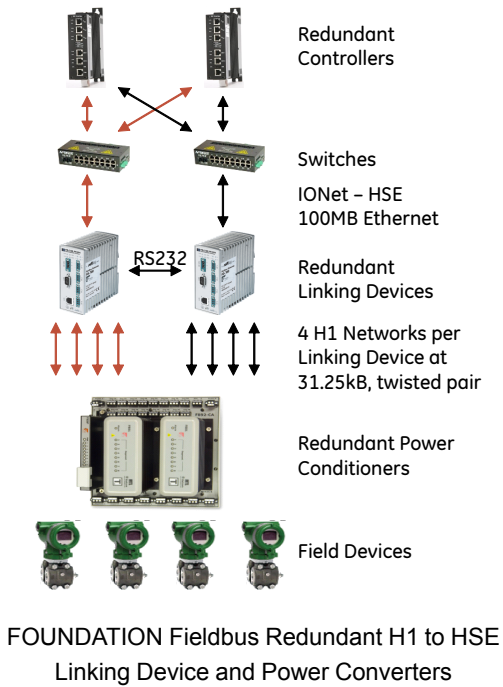 Redundant
Controllers
Switches
IONet – HSE
100MB Ethernet
RS232
Redundant
Linking Devices
4 H1 Networks per
Linking Device at
31.25kB, twisted pair
Redundant Power
Conditioners
Field Devices
FOUNDATION Fieldbus Redundant H1 to HSE
Linking Device and Power Converters